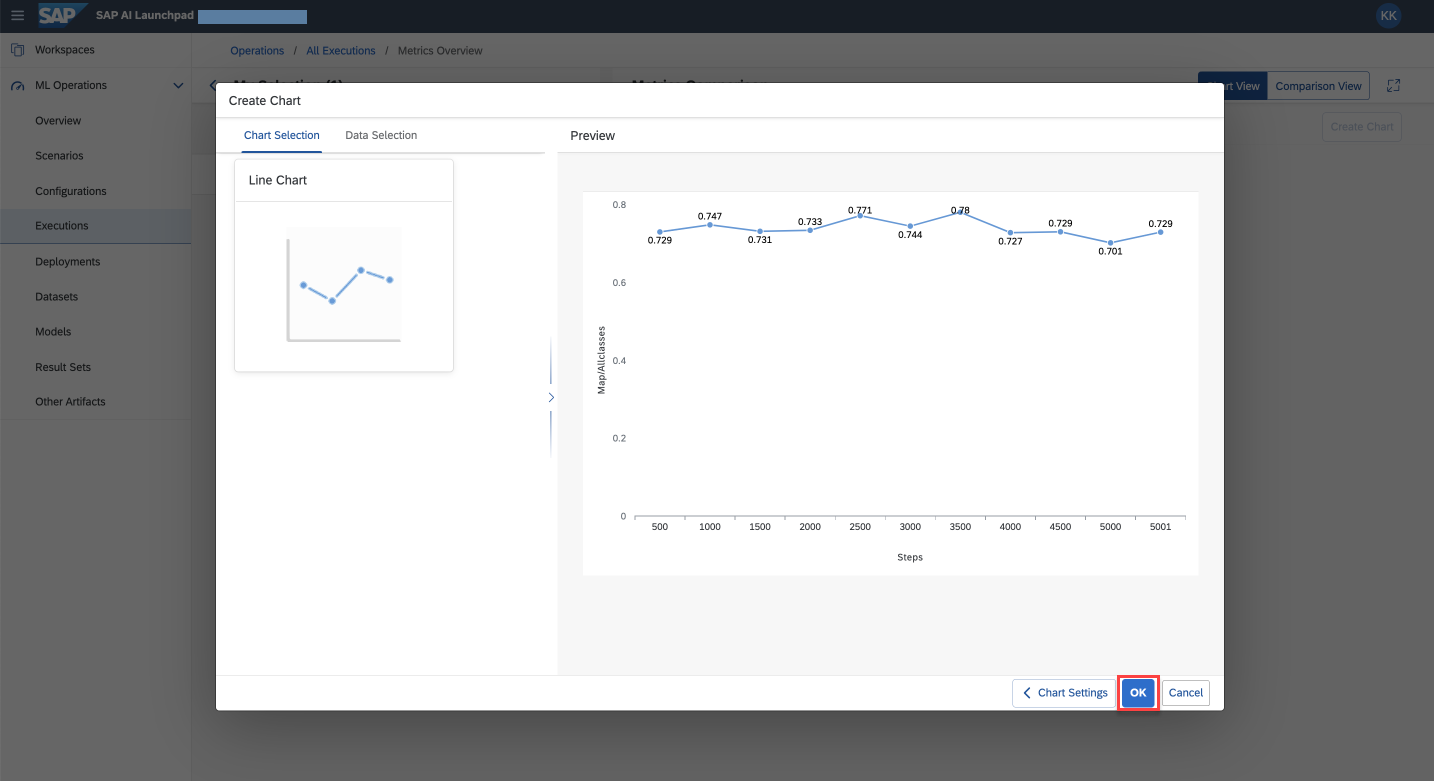 SAP SAP AI Launchpad KK
Workspaces
ML Operations
Overview
Scenarios
Configurations
Executions
Deployments
Datasets
Models
Result Sets
Other Artifacts
Operations / All Executions / Metrics Overview
Comparison View
Create Chart
Create Chart
Chart Selection Data Selection
Line Chart
Preview
0.8
0.6
0.4
0.2
0
Map/Allclasses
0.729 0.747 0.731 0.733 0.771 0.744 0.78 0.727 0.729 0.701 0.729
500 1000 1500 2000 2500 3000 3500 4000 4500 5000 5001
Steps
Chart Settings OK Cancel